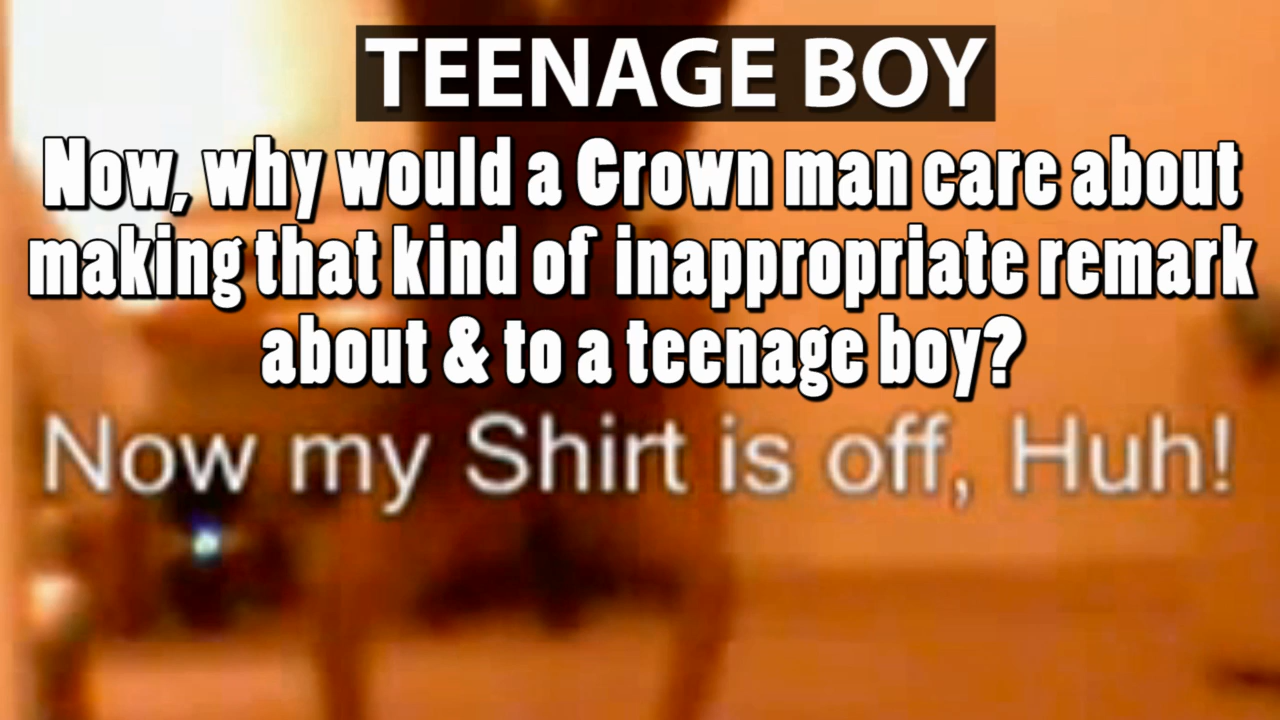 TEENAGE BOY
Now, why would a Grown man care about
making that kind of inappropriate remark
about & to a teenage boy?
Now my Shirt is off, Huh!